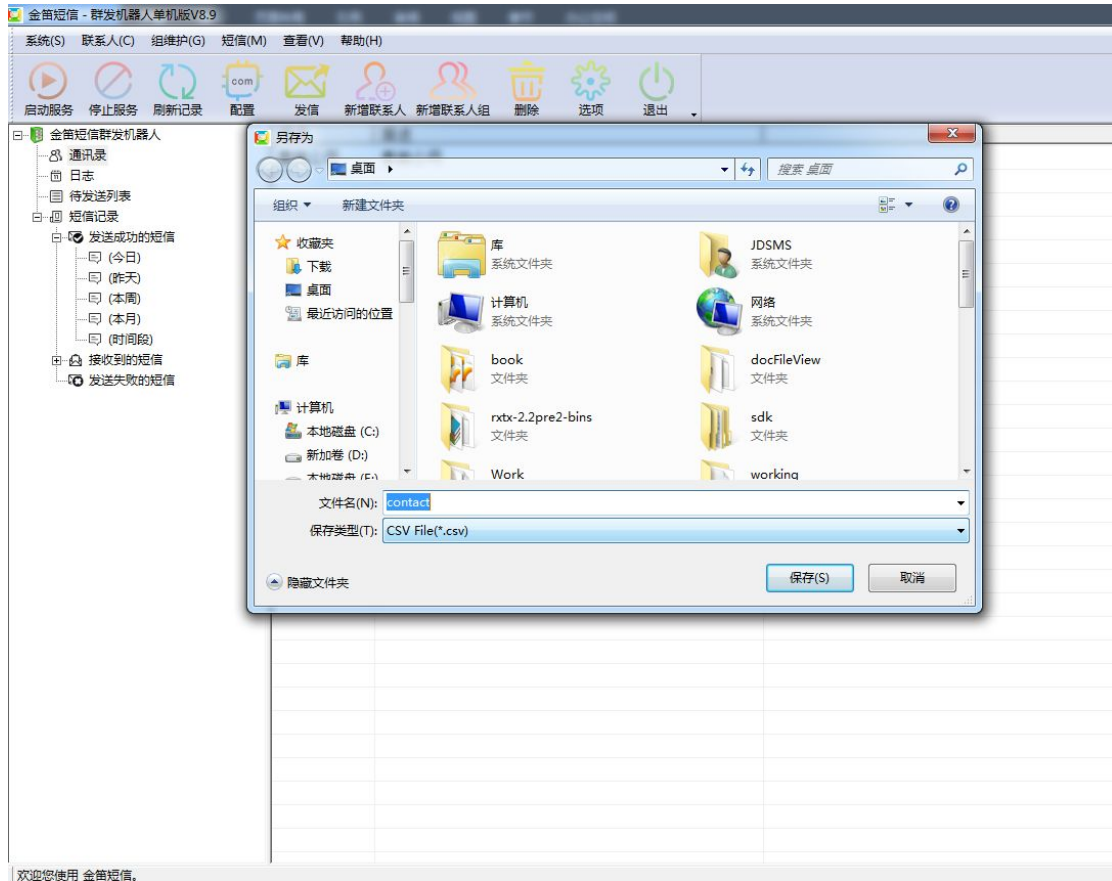 金笛短信 - 群发机器人单机版V8.9
系统(S) 联系人(C) 组维护(G) 短信(M) 查看(V) 帮助(H)
com
启动服务 停止服务 刷新记录 配置 发信 新增联系人 新增联系人组 删除 选项 退出
金笛短信群发机器人
通讯录
日志
待发送列表
短信记录
发送成功的短信
(今日)
(昨天)
(本周)
(本月)
(时间段)
接收到的短信
发送失败的短信
另存为
桌面
搜索 桌面
组织 新建文件夹
收藏夹
下载
桌面
最近访问的位置
库
计算机
本地磁盘 (C:)
新加卷 (D:)
本地磁盘 (E:)
库
系统文件夹
JDSMS
系统文件夹
计算机
系统文件夹
网络
系统文件夹
book
文件夹
docFileView
文件夹
rxtx-2.2pre2-bins
文件夹
sdk
文件夹
Work
working
文件名(N): contact
保存类型(T): CSV File(*.csv)
隐藏文件夹
保存(S)
取消
欢迎您使用 金笛短信。